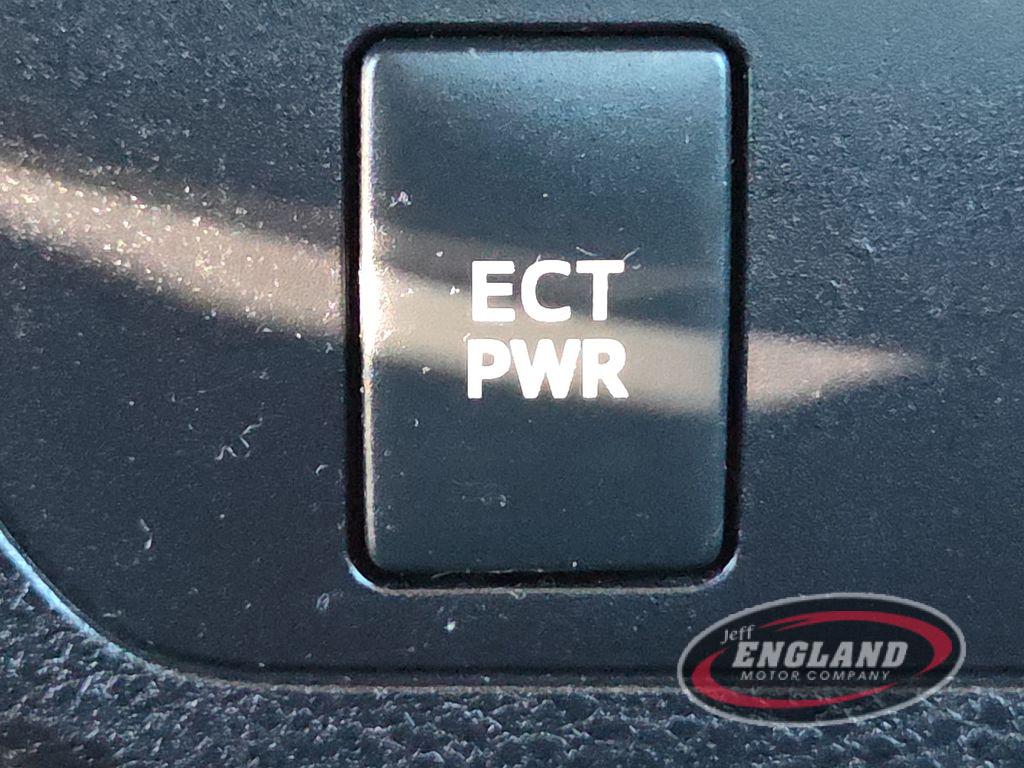 ECT
PWR
Jeff
ENGLAND
MOTOR COMPANY